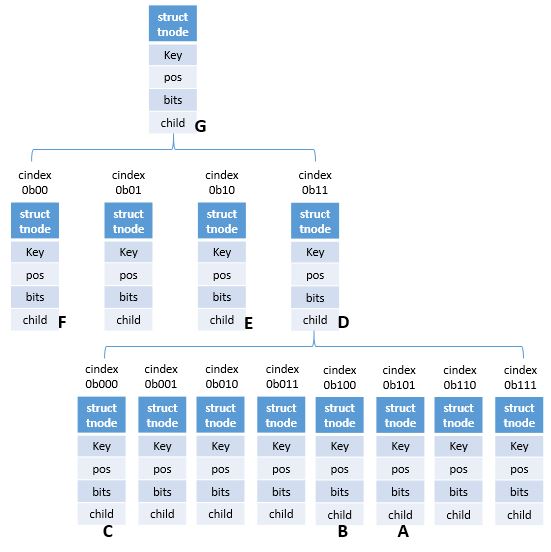 struct
tnode
Key
pos
bits
child G
cindex cindex cindex cindex
0b00 0b01 0b10 0b11
struct struct struct struct
tnode tnode tnode tnode
Key Key Key Key
pos pos pos pos
bits bits bits bits
child F child child E child D
cindex cindex cindex cindex cindex cindex cindex cindex
0b000 0b001 0b010 0b011 0b100 0b101 0b110 0b111
struct struct struct struct struct struct struct struct
tnode tnode tnode tnode tnode tnode tnode tnode
Key Key Key Key Key Key Key Key
pos pos pos pos pos pos pos pos
bits bits bits bits bits bits bits bits
child child child child child child child child
C B A